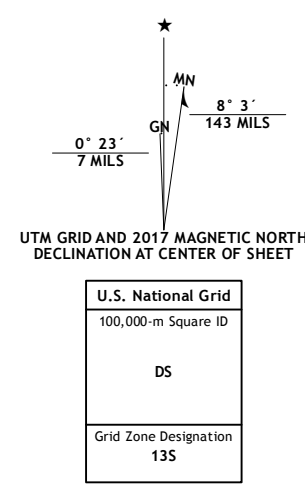 ★
MN
8° 3´
143 MILS
GN
0° 23´
7 MILS
UTM GRID AND 2017 MAGNETIC NORTH
DECLINATION AT CENTER OF SHEET
U.S. National Grid
100,000-m Square ID
DS
Grid Zone Designation
13S